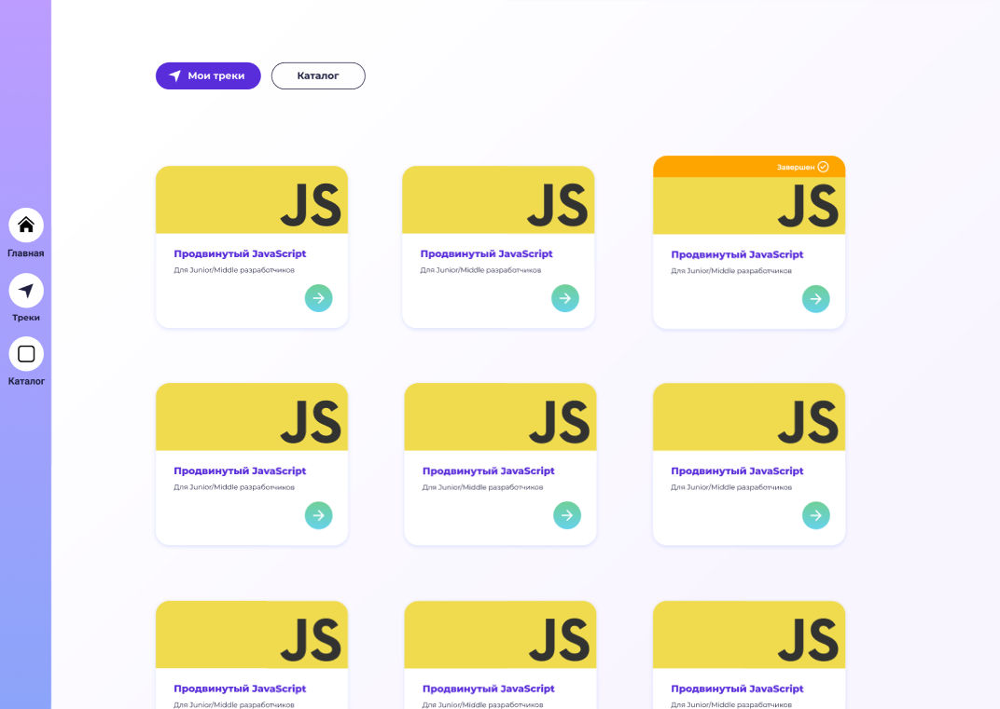 Мои треки
Каталог
Главная
Треки
Каталог
JS
Продвинутый JavaScript
Для Junior/Middle разработчиков
JS
Продвинутый JavaScript
Для Junior/Middle разработчиков
Завершен
JS
Продвинутый JavaScript
Для Junior/Middle разработчиков
JS
Продвинутый JavaScript
Для Junior/Middle разработчиков
JS
Продвинутый JavaScript
Для Junior/Middle разработчиков
JS
Продвинутый JavaScript
Для Junior/Middle разработчиков
JS
Продвинутый JavaScript
Для Junior/Middle разработчиков
JS
Продвинутый JavaScript
Для Junior/Middle разработчиков
JS
Продвинутый JavaScript
Для Junior/Middle разработчиков